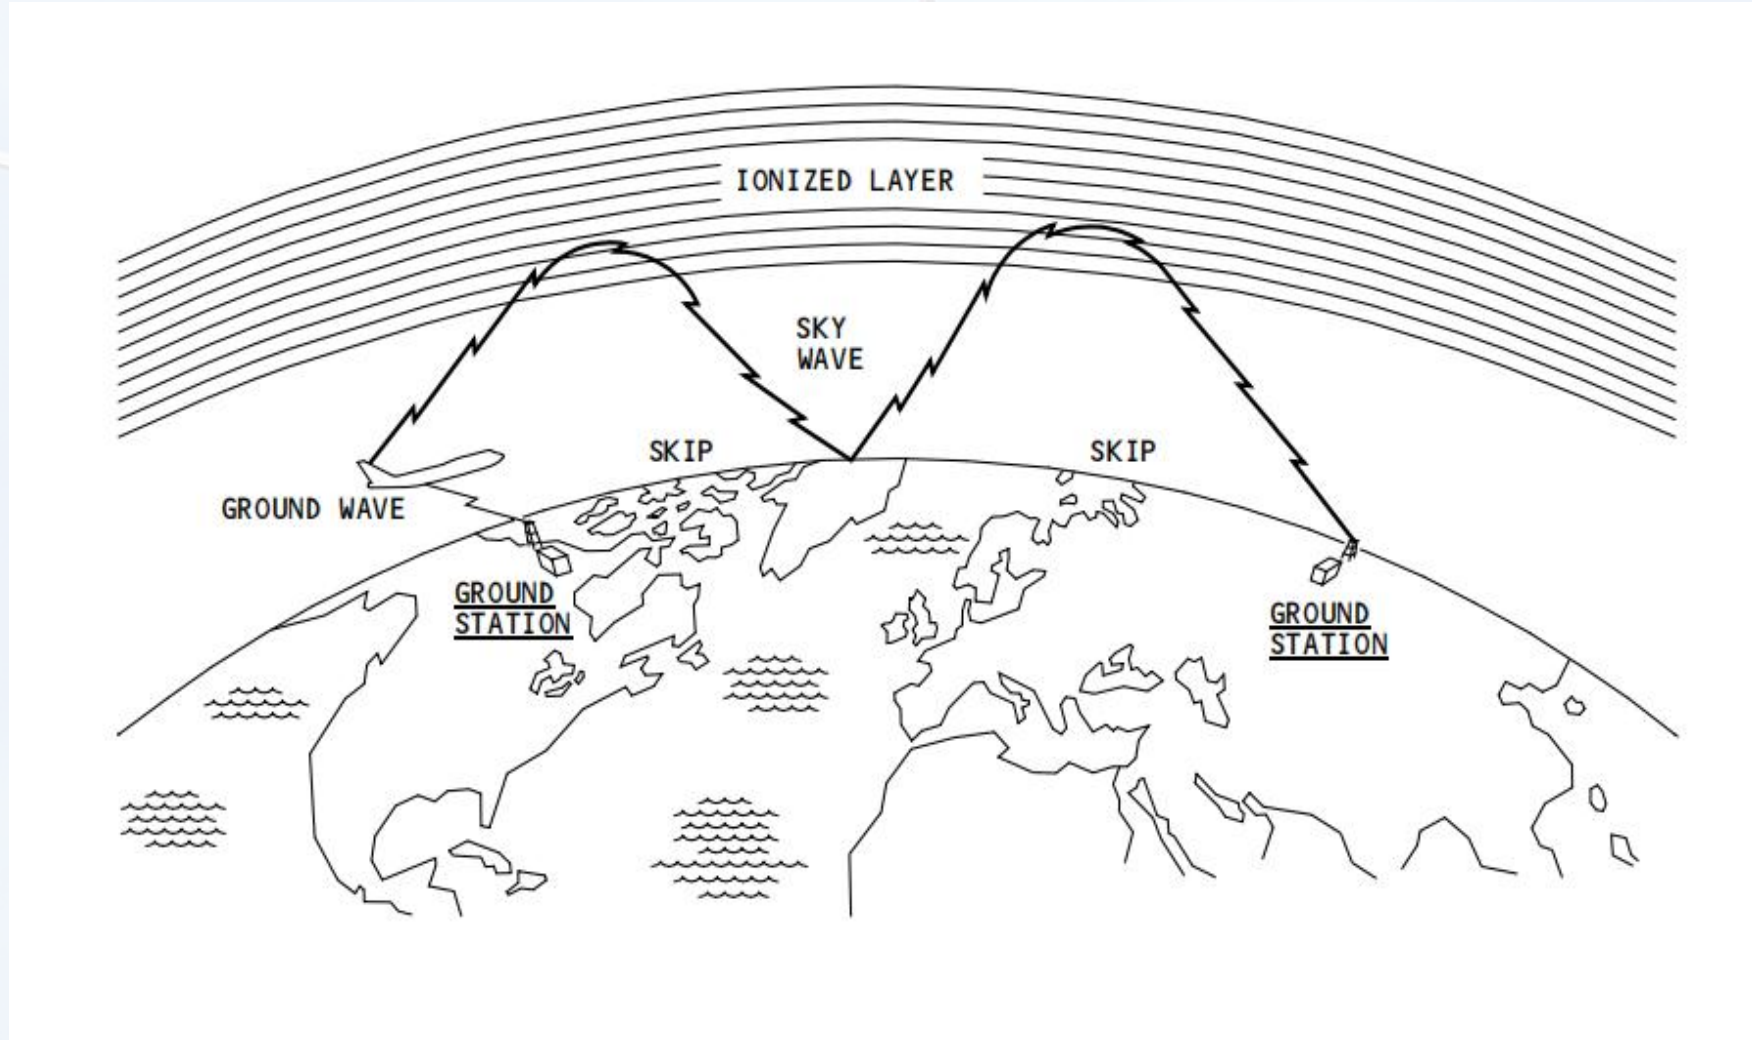 IONIZED LAYER
SKY
WAVE
SKIP
SKIP
GROUND WAVE
GROUND
STATION
GROUND
STATION